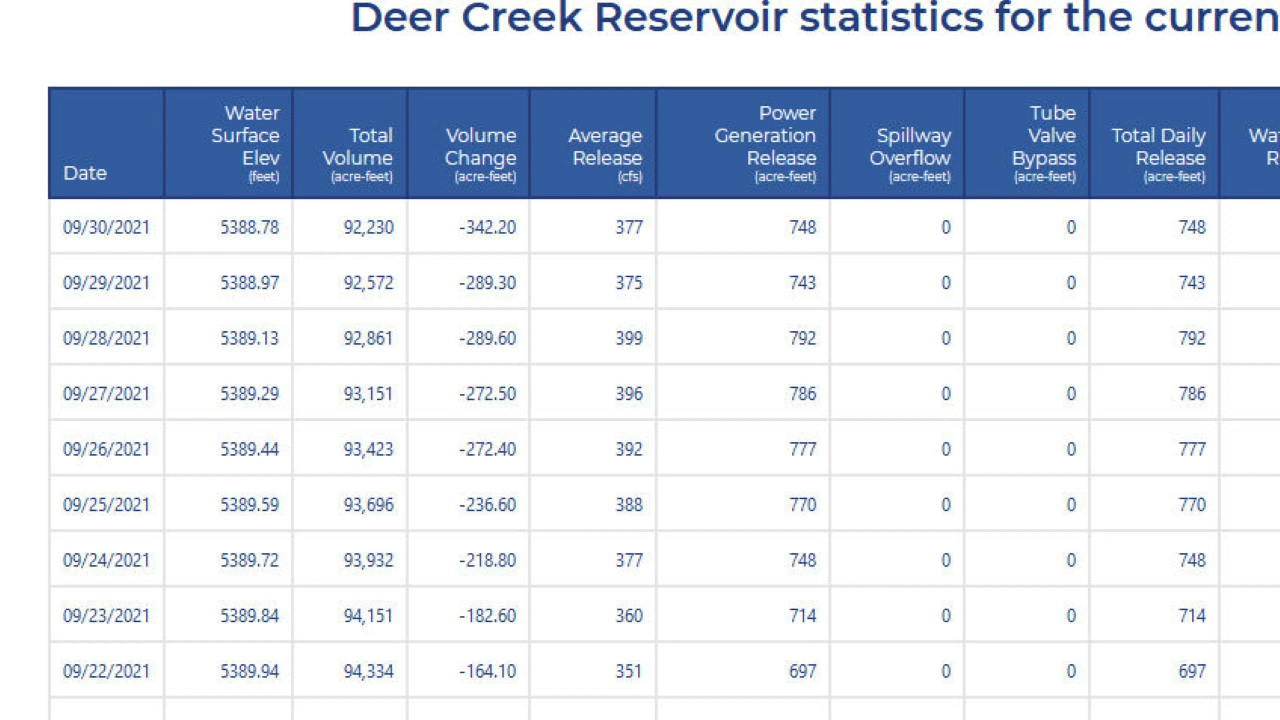 Deer Creek Reservoir statistics for the curren
Date Water Surface Elev (feet) Total Volume (acre-feet) Volume Change (acre-feet) Average Release (cfs) Power Generation Release (acre-feet) Spillway Overflow (acre-feet) Tube Valve Bypass (acre-feet) Total Daily Release (acre-feet)
09/30/2021 5388.78 92,230 -342.20 377 748 0 0 748
09/29/2021 5388.97 92,572 -289.30 375 743 0 0 743
09/28/2021 5389.13 92,861 -289.60 399 792 0 0 792
09/27/2021 5389.29 93,151 -272.50 396 786 0 0 786
09/26/2021 5389.44 93,423 -272.40 392 777 0 0 777
09/25/2021 5389.59 93,696 -236.60 388 770 0 0 770
09/24/2021 5389.72 93,932 -218.80 377 748 0 0 748
09/23/2021 5389.84 94,151 -182.60 360 714 0 0 714
09/22/2021 5389.94 94,334 -164.10 351 697 0 0 697